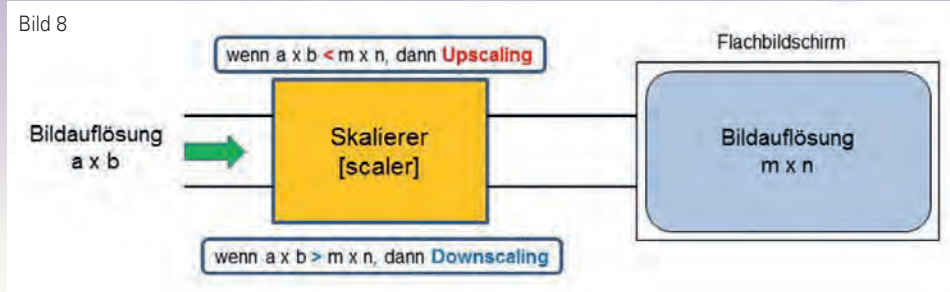 Bild 8
wenn a x b < m x n, dann Upscaling
Flachbildschirm
Bildauflösung
a x b
Skalierer
[scaler]
Bildauflösung
m x n
wenn a x b > m x n, dann Downscaling